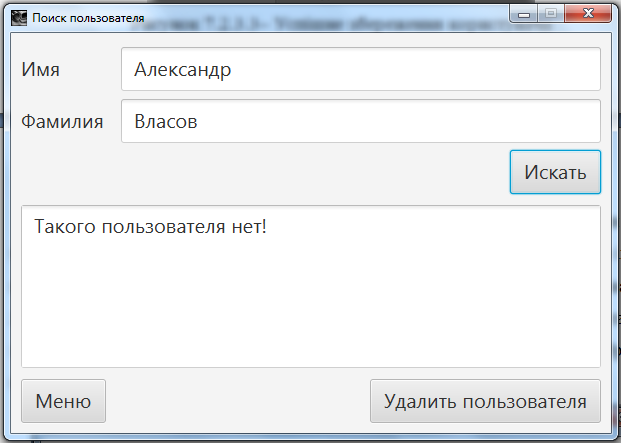 Поиск пользователя
Имя
Александр
Фамилия
Власов
Искать
Такого пользователя нет!
Меню
Удалить пользователя